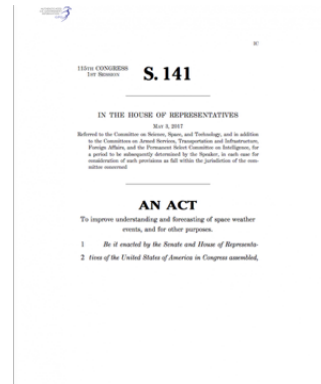 115TH CONGRESS
1ST SESSION
S. 141
IN THE HOUSE OF REPRESENTATIVES
MAY 3, 2017
Referred to the Committee on Science, Space, and Technology, and in addition
to the Committees on Armed Services, Transportation and Infrastructure,
Foreign Affairs, and the Permanent Select Committee on Intelligence, for
a period to be subsequently determined by the Speaker, in each case for
consideration of such provisions as fall within the jurisdiction of the com-
mittee concerned
AN ACT
To improve understanding and forecasting of space weather
events, and for other purposes.
1 Be it enacted by the Senate and House of Representa-
2 tives of the United States of America in Congress assembled,